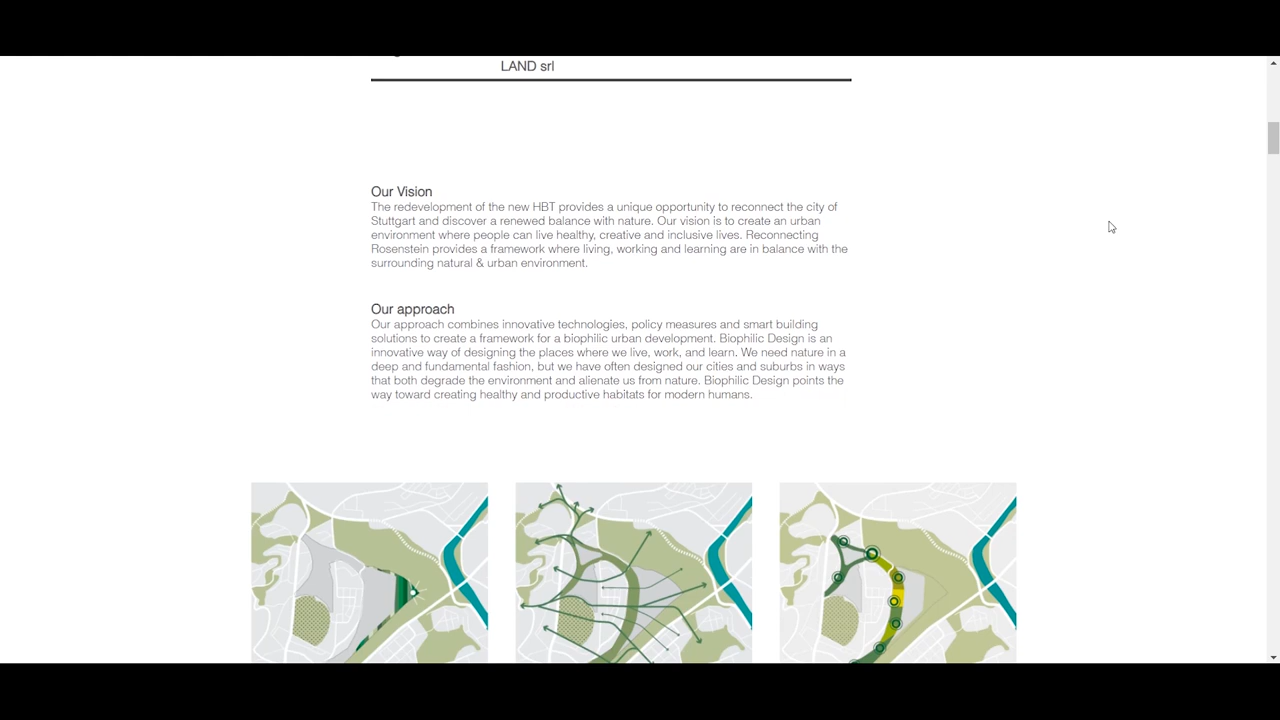 LAND srl
Our Vision
The redevelopment of the new HBT provides a unique opportunity to reconnect the city of
Stuttgart and discover a renewed balance with nature. Our vision is to create an urban
environment where people can live healthy, creative and inclusive lives. Reconnecting
Rosenstein provides a framework where living, working and learning are in balance with the
surrounding natural & urban environment.
Our approach
Our approach combines innovative technologies, policy measures and smart building
solutions to create a framework for a biophilic urban development. Biophilic Design is an
innovative way of designing the places where we live, work, and learn. We need nature in a
deep and fundamental fashion, but we have often designed our cities and suburbs in ways
that both degrade the environment and alienate us from nature. Biophilic Design points the
way toward creating healthy and productive habitats for modern humans.